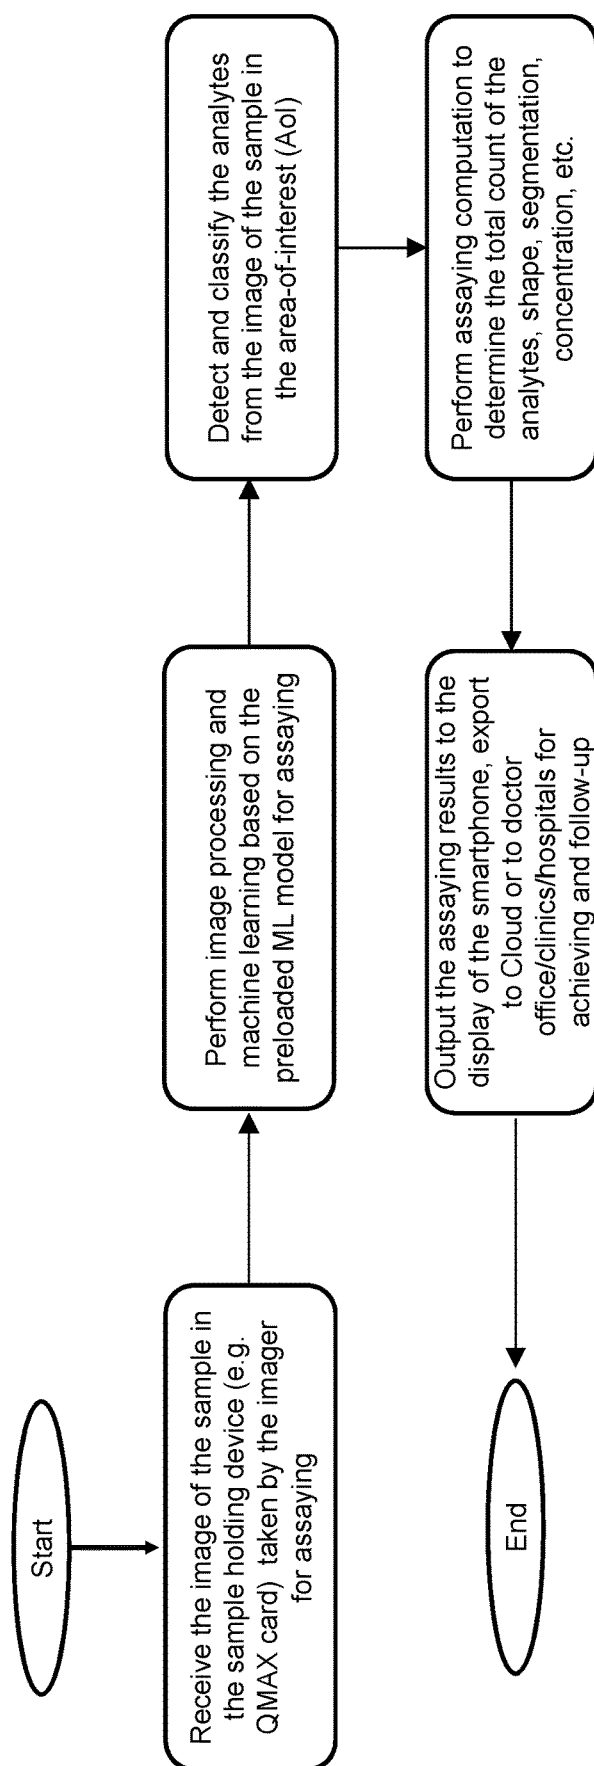 Start
Receive the image of the sample in
the sample holding device (e.g.
QMAX card) taken by the imager
for assaying
Perform image processing and
machine learning based on the
preloaded ML model for assaying
Detect and classify the analytes
from the image of the sample in
the area-of-interest (AoI)
Perform assaying computation to
determine the total count of the
analytes, shape, segmentation,
concentration, etc.
Output the assaying results to the
display of the smartphone, export
to Cloud or to doctor
office/clinics/hospitals for
achieving and follow-up
End